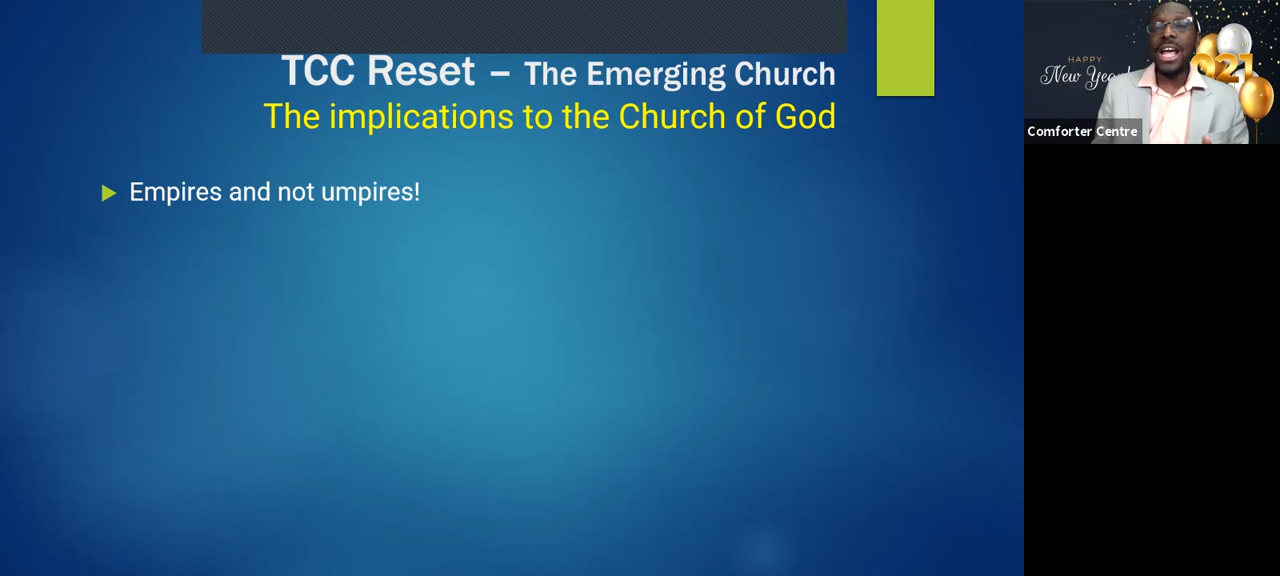 TCC Reset – The Emerging Church
The implications to the Church of God
Empires and not umpires!
HAPPY
New Year!
021
Comforter Centre